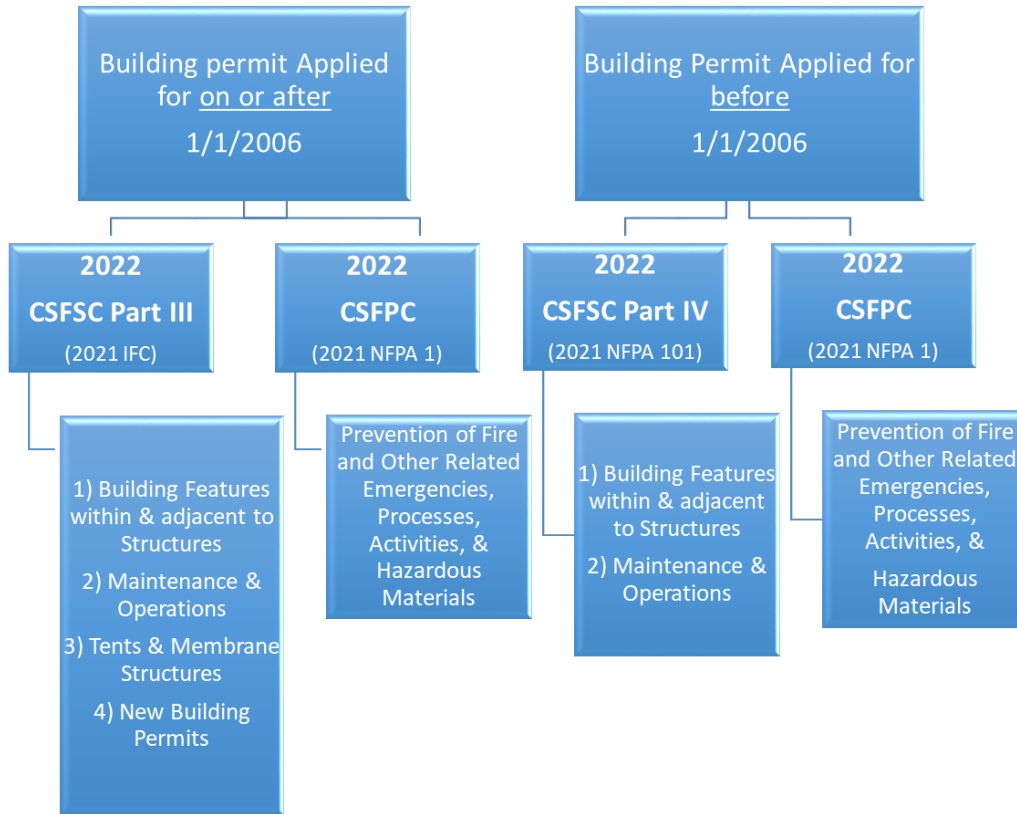 Building permit Applied
for on or after
1/1/2006
Building Permit Applied for
before
1/1/2006
2022
CSFSC Part III
(2021 IFC)
2022
CSFPC
(2021 NFPA 1)
2022
CSFSC Part IV
(2021 NFPA 101)
2022
CSFPC
(2021 NFPA 1)
1) Building Features
within & adjacent to
Structures
2) Maintenance &
Operations
3) Tents & Membrane
Structures
4) New Building
Permits
Prevention of Fire
and Other Related
Emergencies,
Processes,
Activities, &
Hazardous
Materials
1) Building Features
within & adjacent
to Structures
2) Maintenance &
Operations
Prevention of Fire
and Other Related
Emergencies,
Processes,
Activities, &
Hazardous
Materials